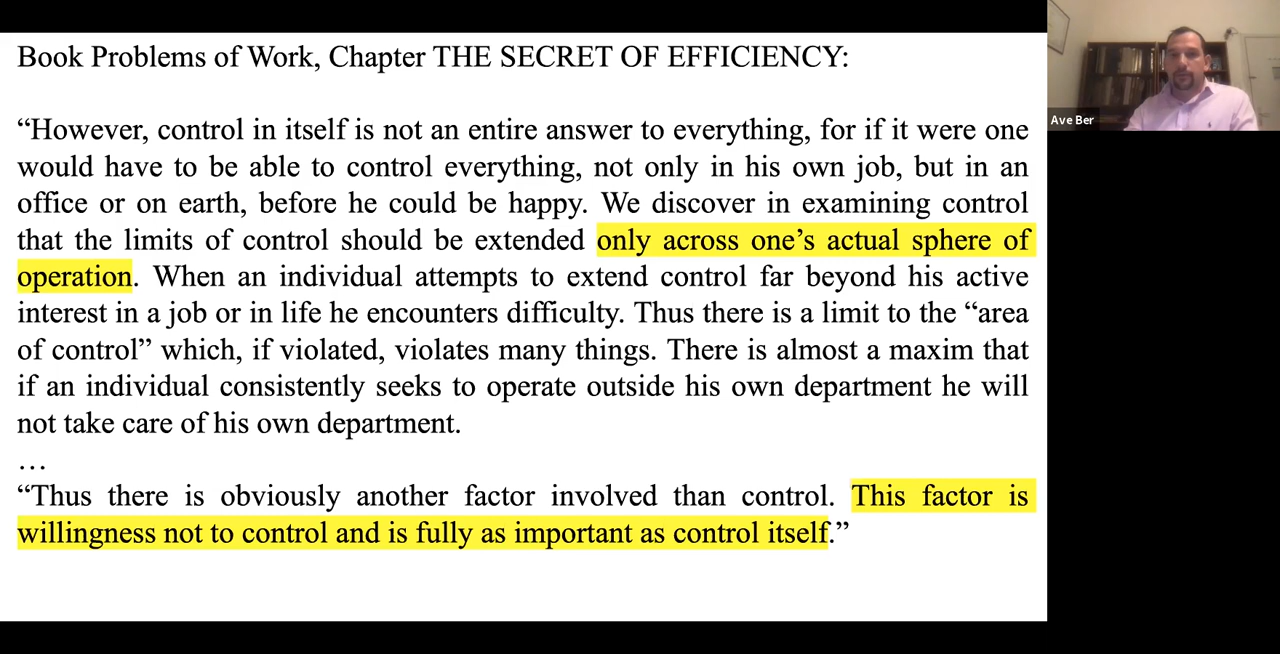 Book Problems of Work, Chapter THE SECRET OF EFFICIENCY:
“However, control in itself is not an entire answer to everything, for if it were one
would have to be able to control everything, not only in his own job, but in an
office or on earth, before he could be happy. We discover in examining control
that the limits of control should be extended only across one’s actual sphere of
operation. When an individual attempts to extend control far beyond his active
interest in a job or in life he encounters difficulty. Thus there is a limit to the “area
of control” which, if violated, violates many things. There is almost a maxim that
if an individual consistently seeks to operate outside his own department he will
not take care of his own department.
…
“Thus there is obviously another factor involved than control. This factor is
willingness not to control and is fully as important as control itself.”
Ave Ber